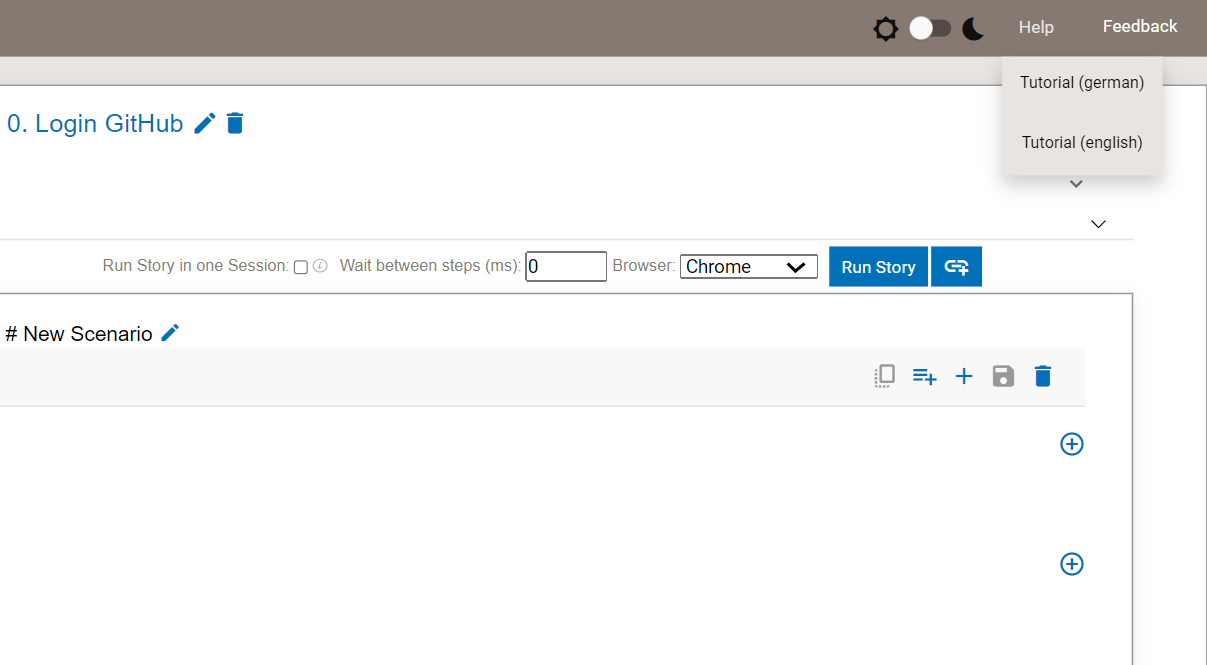 Help Feedback
Tutorial (german)
0. Login GitHub
Tutorial (english)
Run Story in one Session: Wait between steps (ms): 0 Browser: Chrome Run Story
# New Scenario